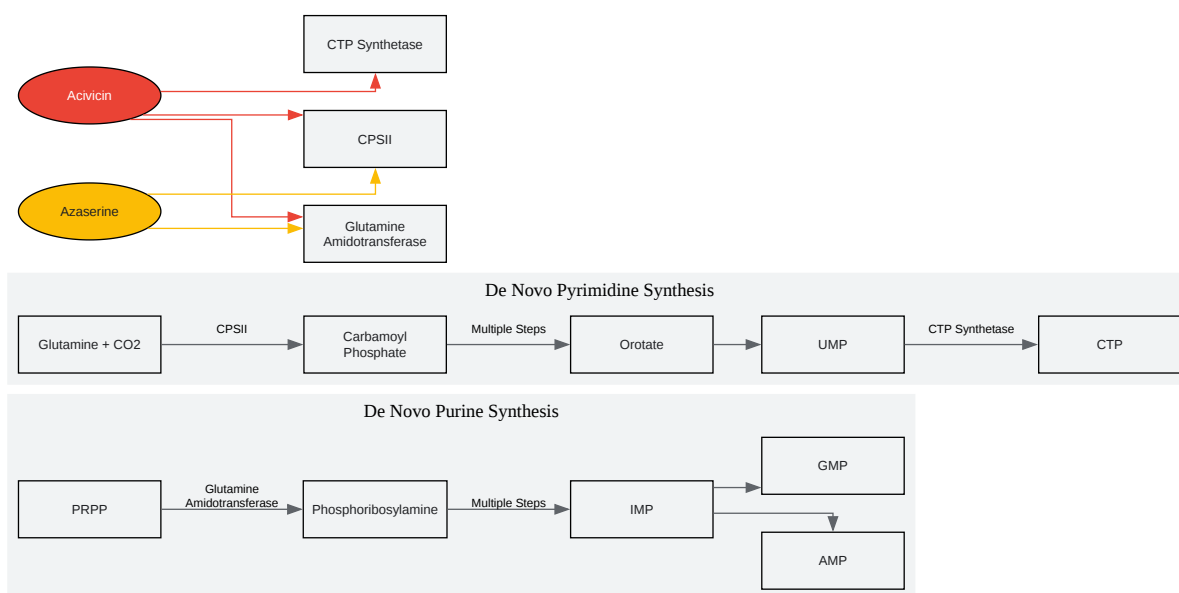 CTP Synthetase
Acivicin
CPSII
Azaserine
Glutamine
Amidotransferase
De Novo Pyrimidine Synthesis
Glutamine + CO2
CPSII
Carbamoyl
Phosphate
Multiple Steps
Orotate
UMP
CTP Synthetase
CTP
De Novo Purine Synthesis
PRPP
Glutamine
Amidotransferase
Phosphoribosylamine
Multiple Steps
IMP
GMP
AMP